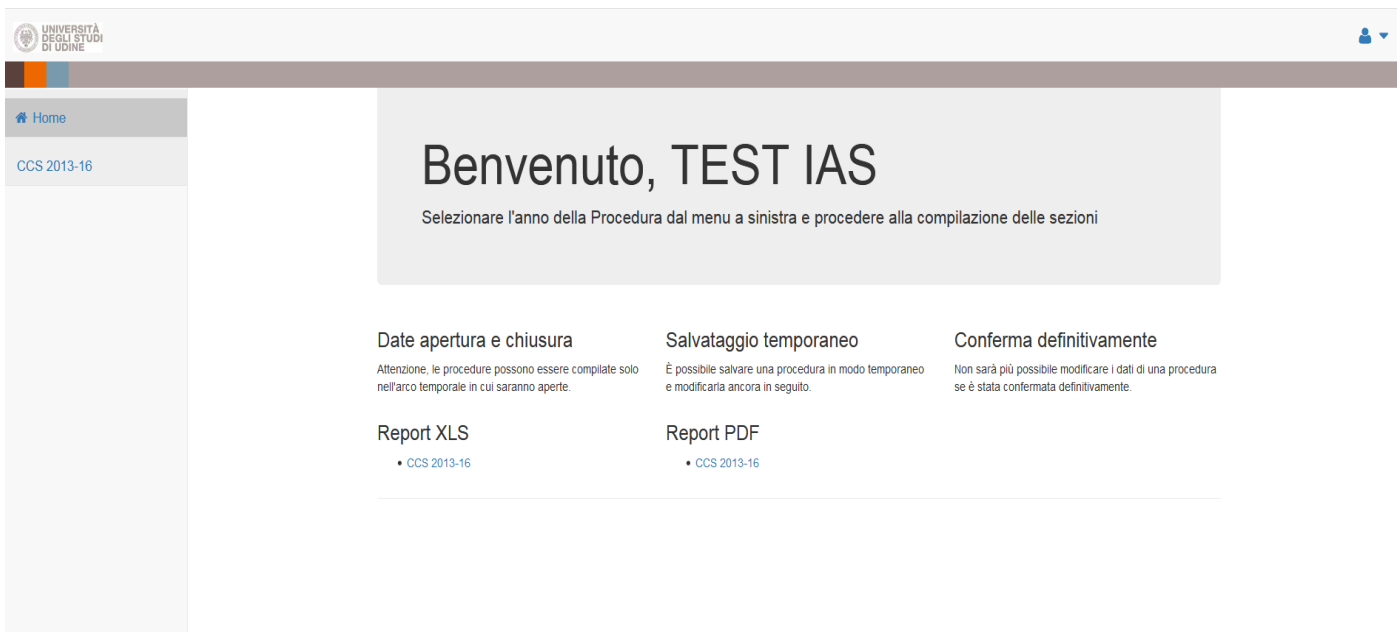 UNIVERSITÀ
DEGLI STUDI
DI UDINE
Home
CCS 2013-16
Benvenuto, TEST IAS
Selezionare l'anno della Procedura dal menu a sinistra e procedere alla compilazione delle sezioni
Date apertura e chiusura
Attenzione, le procedure possono essere compilate solo
nell'arco temporale in cui saranno aperte.
Salvataggio temporaneo
È possibile salvare una procedura in modo temporaneo
e modificarla ancora in seguito.
Conferma definitivamente
Non sarà più possibile modificare i dati di una procedura
se è stata confermata definitivamente.
Report XLS
• CCS 2013-16
Report PDF
• CCS 2013-16